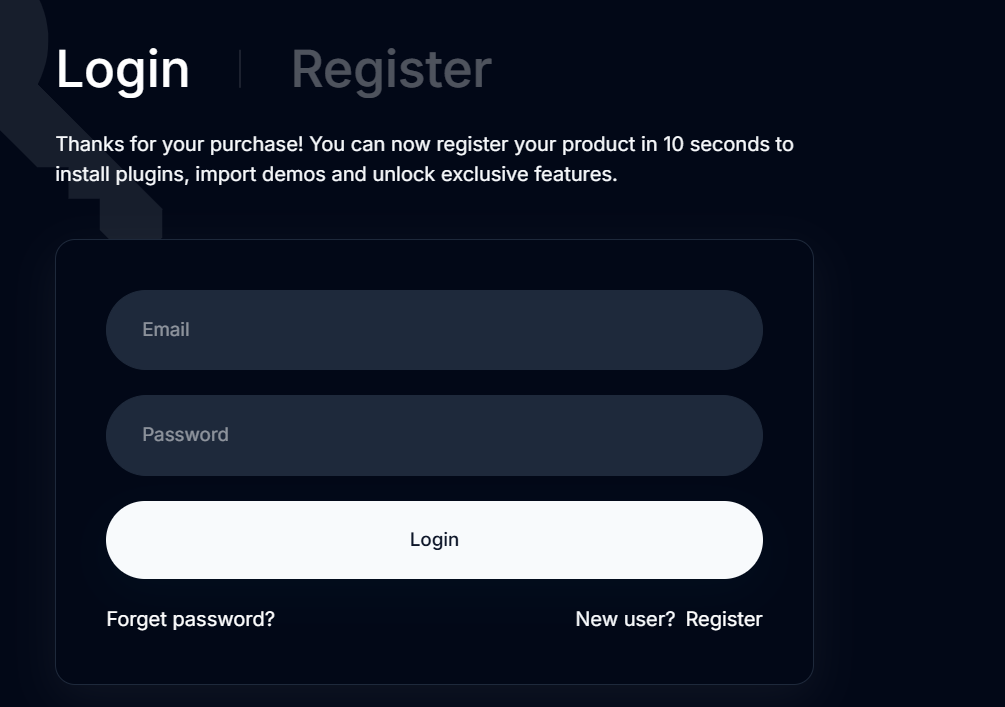 Login | Register
Thanks for your purchase! You can now register your product in 10 seconds to
install plugins, import demos and unlock exclusive features.
Email
Password
Login
Forget password? New user? Register